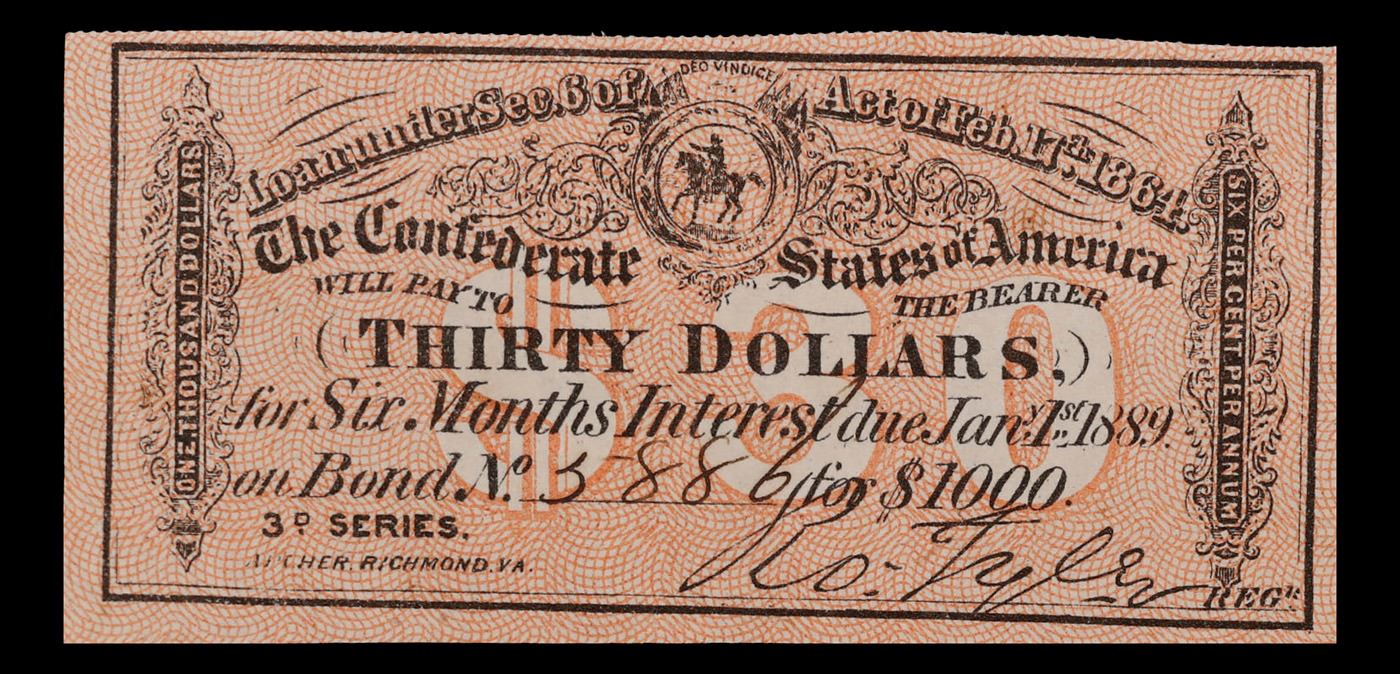 DEO VINDICE
Loan under Sec. 6 of Act of Feb. 17th 1864.
The Confederate States of America
WILL PAY TO THE BEARER
(THIRTY DOLLARS,)
$30
for Six Months Interest due Jany. 1st 1889.
on Bond No. 5886 for $1000.
3D SERIES.
Ro. Tyler
ARCHER, RICHMOND, VA.
REGR.
ONE THOUSAND DOLLARS
SIX PER CENT PER ANNUM